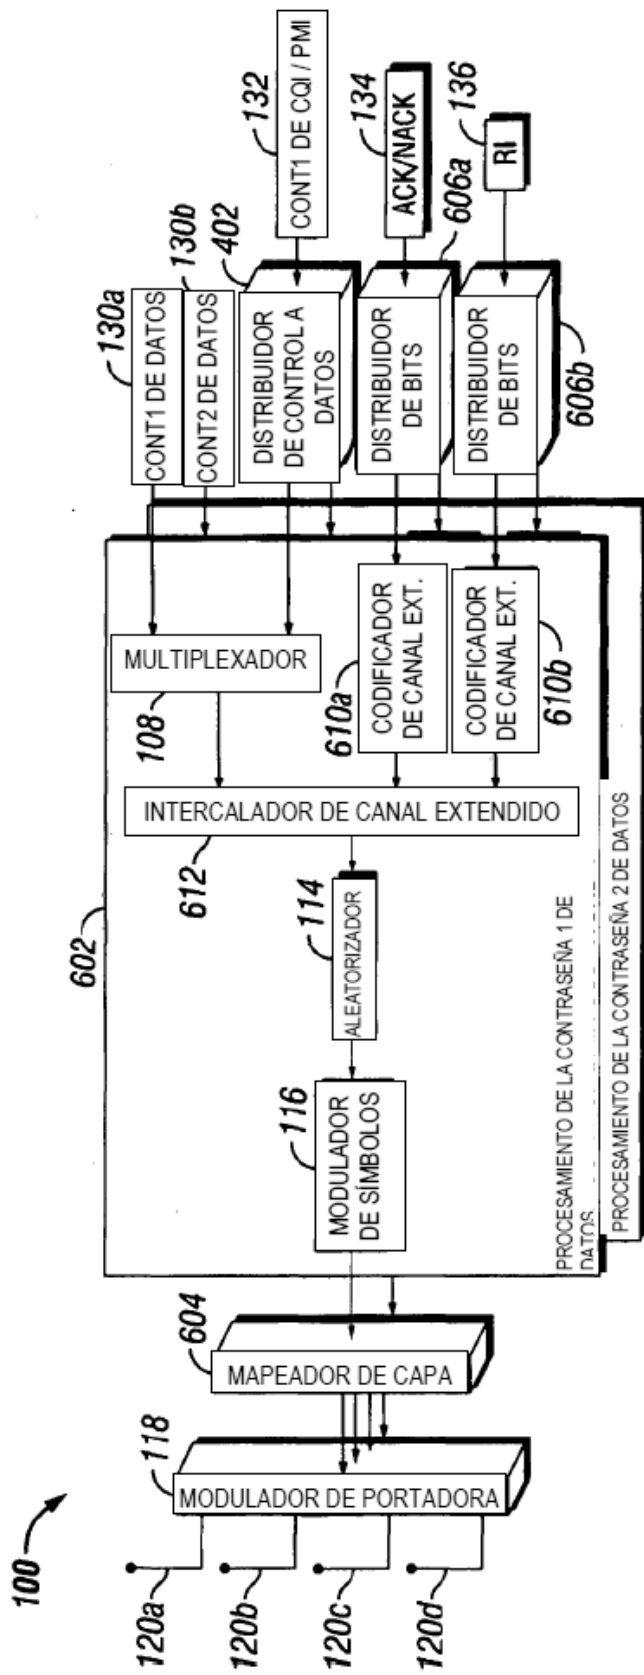 100
120a
120b
120c
120d
118
MODULADOR DE PORTADORA
604
MAPEADOR DE CAPA
602
116
MODULADOR
DE SÍMBOLOS
114
ALEATORIZADOR
612
INTERCALADOR DE CANAL EXTENDIDO
108
MULTIPLEXADOR
610a
CODIFICADOR
DE CANAL EXT.
610b
CODIFICADOR
DE CANAL EXT.
PROCESAMIENTO DE LA CONTRASEÑA 1 DE
DATOS
PROCESAMIENTO DE LA CONTRASEÑA 2 DE DATOS
130a
CONT1 DE DATOS
130b
CONT2 DE DATOS
402
DISTRIBUIDOR
DE CONTROL A
DATOS
606a
DISTRIBUIDOR
DE BITS
606b
DISTRIBUIDOR
DE BITS
132
CONT1 DE CQI / PMI
134
ACK/NACK
136
RI